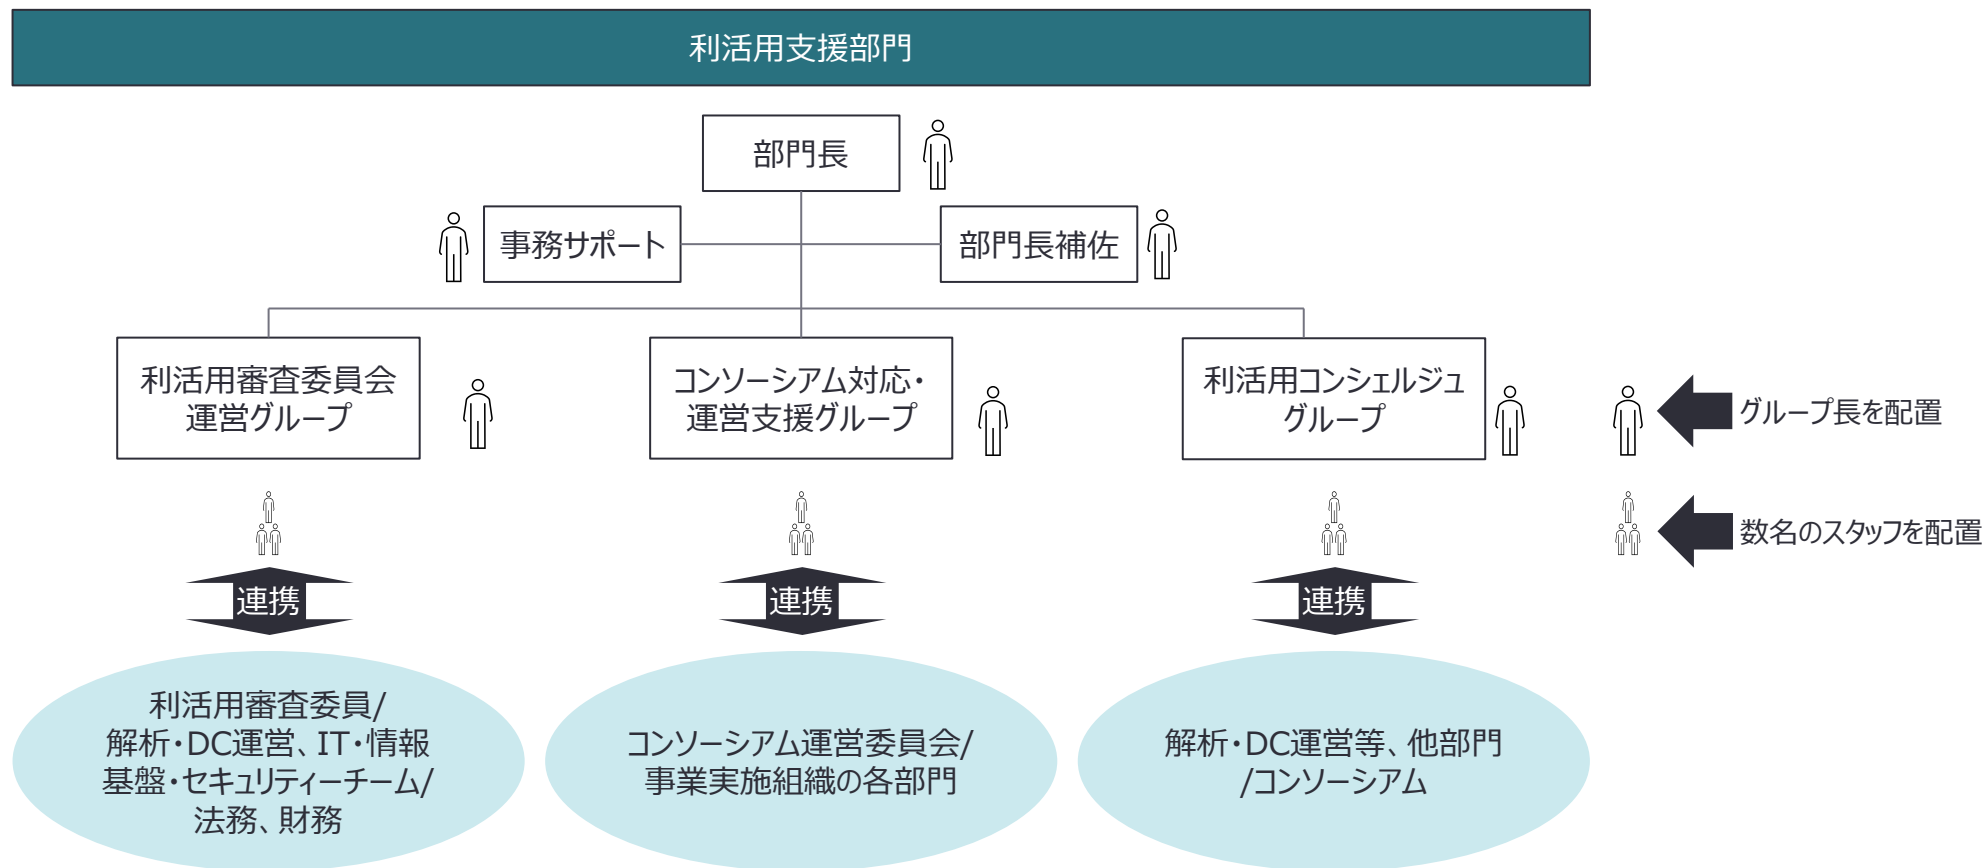 利活用支援部門
部門長
事務サポート
部門長補佐
利活用審査委員会
運営グループ
コンソーシアム対応・
運営支援グループ
利活用コンシェルジュ
グループ
グループ長を配置
数名のスタッフを配置
連携
連携
連携
利活用審査委員/
解析・DC運営、IT・情報
基盤・セキュリティーチーム/
法務、財務
コンソーシアム運営委員会/
事業実施組織の各部門
解析・DC運営等、他部門
/コンソーシアム